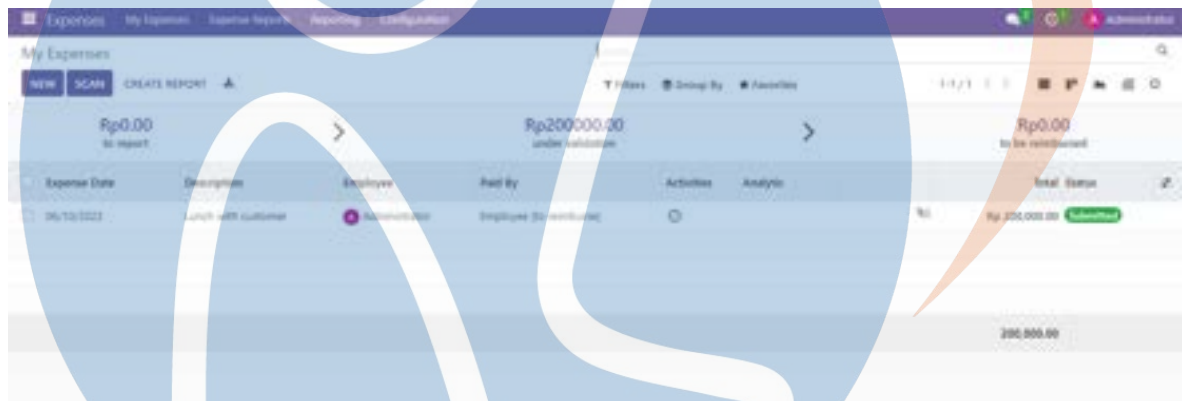 Expenses My Expenses Expense Reports Reporting Configuration Administrator
My Expenses
NEW SCAN CREATE REPORT Filters Group By Favorites 1-1 / 1
Rp0.00 Rp200000.00 Rp0.00
to report under validation to be reimbursed
Expense Date Description Employee Paid By Activities Analytic Total Status
Lunch with customer Administrator Employee (to reimburse) Rp 200,000.00 Submitted
200,000.00